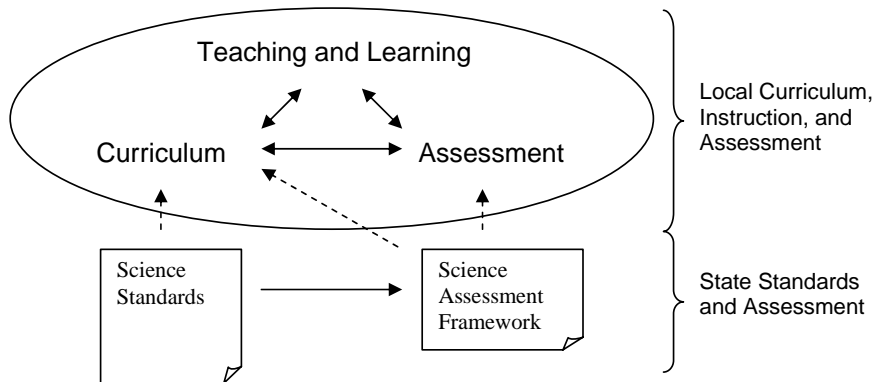 Teaching and Learning
Curriculum
Assessment
Local Curriculum,
Instruction, and
Assessment
Science
Standards
Science
Assessment
Framework
State Standards
and Assessment